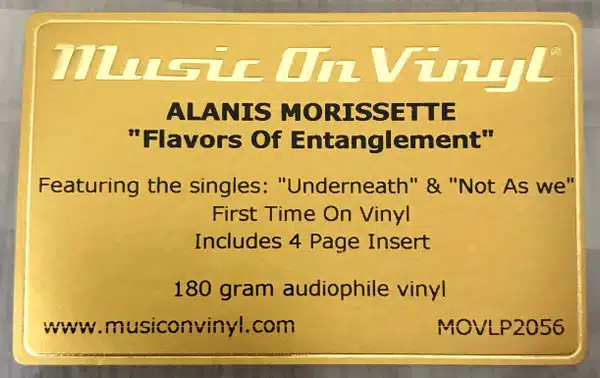 Music On Vinyl®
ALANIS MORISSETTE
"Flavors Of Entanglement"
Featuring the singles: "Underneath" & "Not As we"
First Time On Vinyl
Includes 4 Page Insert
180 gram audiophile vinyl
www.musiconvinyl.com MOVLP2056